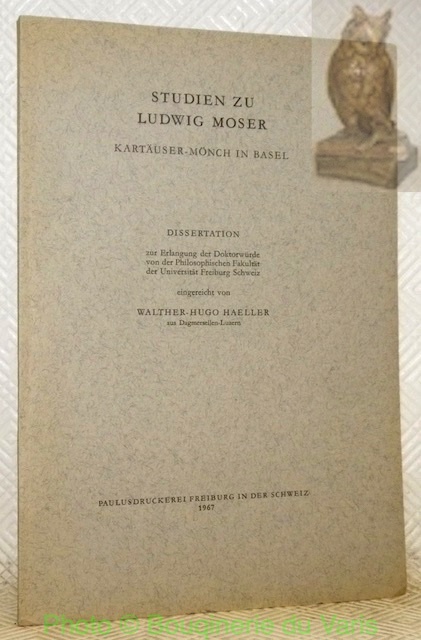 STUDIEN ZU
LUDWIG MOSER
KARTÄUSER-MÖNCH IN BASEL
DISSERTATION
zur Erlangung der Doktorwürde
von der Philosophischen Fakultät
der Universität Freiburg Schweiz
eingereicht von
WALTHER-HUGO HAELLER
aus Dagmersellen-Luzern
PAULUSDRUCKEREI FREIBURG IN DER SCHWEIZ
1967
Photo © Bouquinerie du Varis